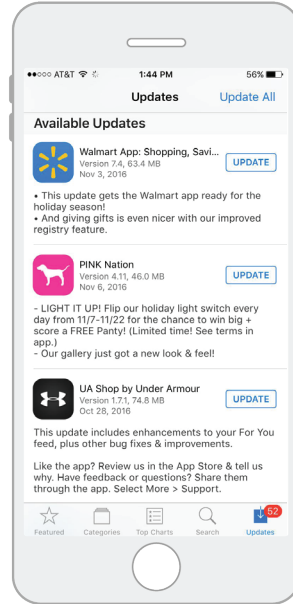 ●●○○○ AT&T 1:44 PM 56%
Updates Update All
Available Updates
Walmart App: Shopping, Savi...
Version 7.4, 63.4 MB
Nov 3, 2016
UPDATE
• This update gets the Walmart app ready for the
holiday season!
• And giving gifts is even nicer with our improved
registry feature.
PINK Nation
Version 4.11, 46.0 MB
Nov 6, 2016
UPDATE
- LIGHT IT UP! Flip our holiday light switch every
day from 11/7-11/22 for the chance to win big +
score a FREE Panty! (Limited time! See terms in
app.)
- Our gallery just got a new look & feel!
UA Shop by Under Armour
Version 1.7.1, 74.8 MB
Oct 28, 2016
UPDATE
This update includes enhancements to your For You
feed, plus other bug fixes & improvements.
Like the app? Review us in the App Store & tell us
why. Have feedback or questions? Share them
through the app. Select More > Support.
52
Featured Categories Top Charts Search Updates